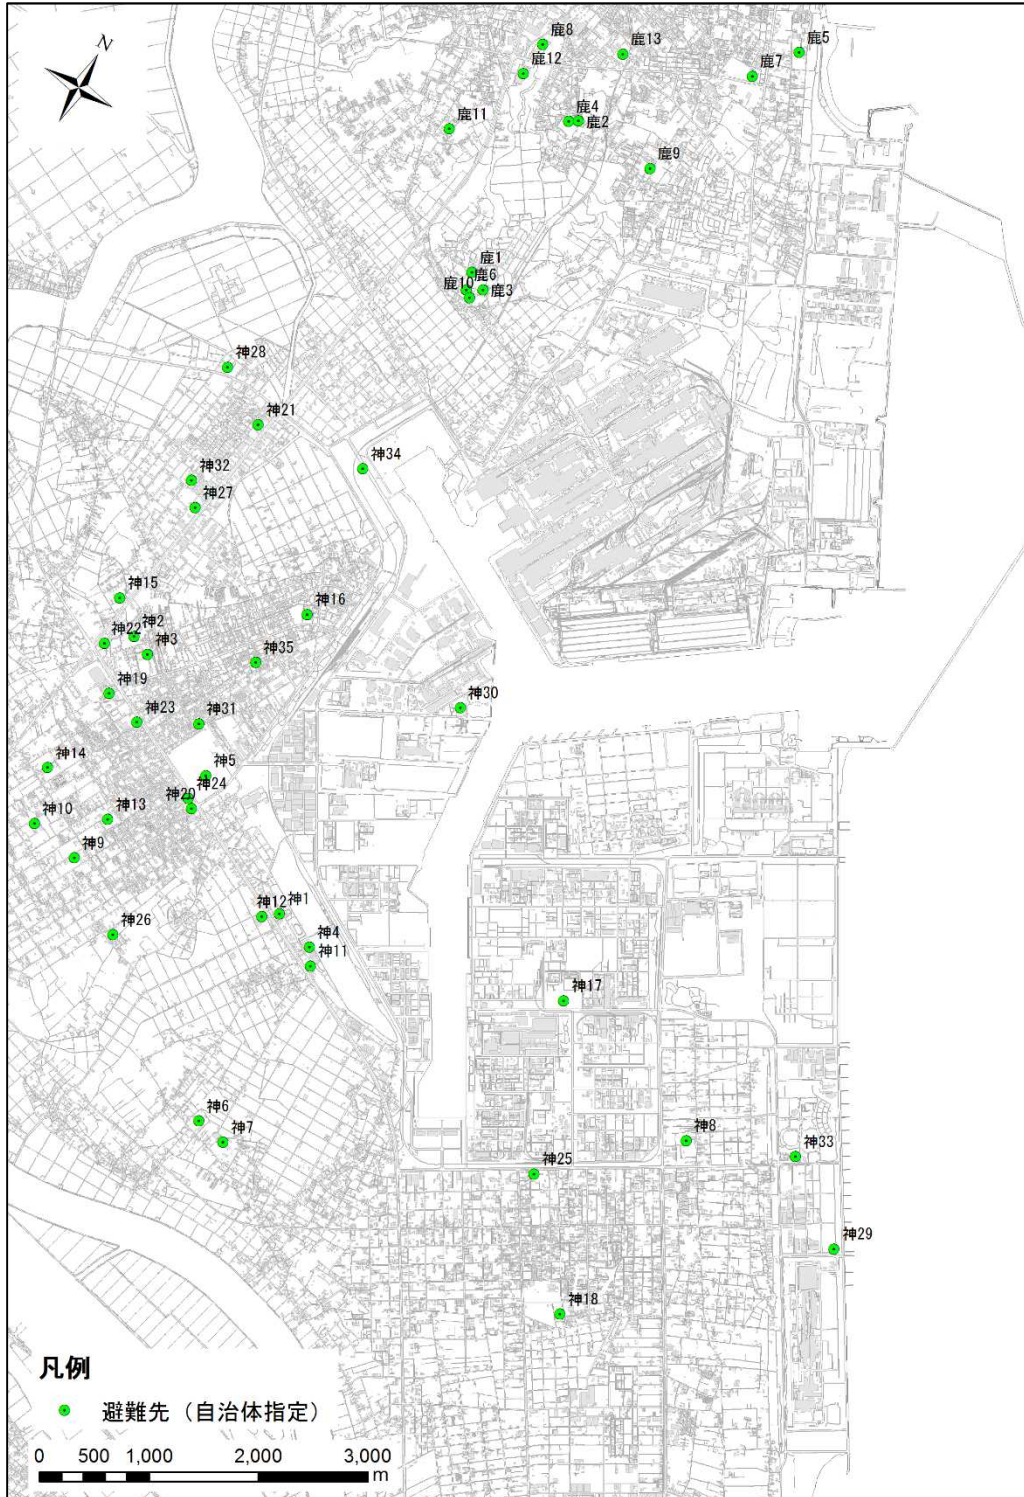 N
鹿8
鹿13
鹿5
鹿12
鹿7
鹿4
鹿11
鹿2
鹿9
鹿1
鹿6
鹿10
鹿3
神28
神21
神34
神32
神27
神15
神16
神2
神22
神3
神35
神19
神30
神23
神31
神14
神5
神24
神20
神10
神13
神9
神12
神1
神26
神4
神11
神17
神6
神7
神8
神33
神25
神29
神18
凡例
避難先（自治体指定）
0 500 1,000 2,000 3,000
m